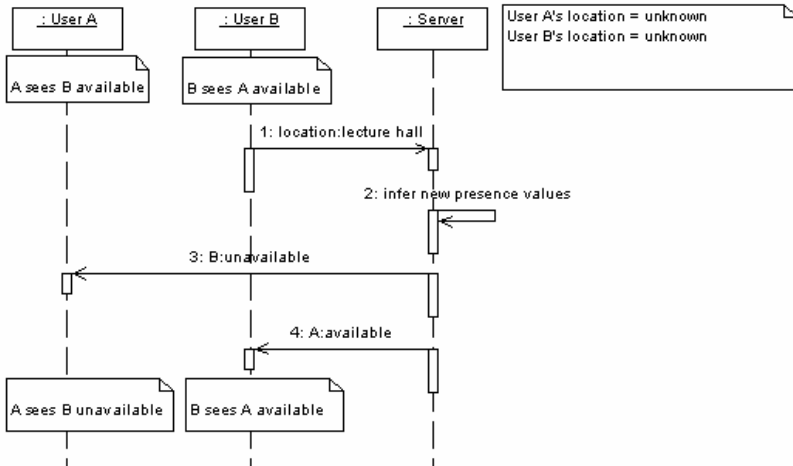 : User A
: User B
: Server
User A's location = unknown
User B's location = unknown
A sees B available
B sees A available
1: location:lecture hall
2: infer new presence values
3: B:unavailable
4: A:available
A sees B unavailable
B sees A available